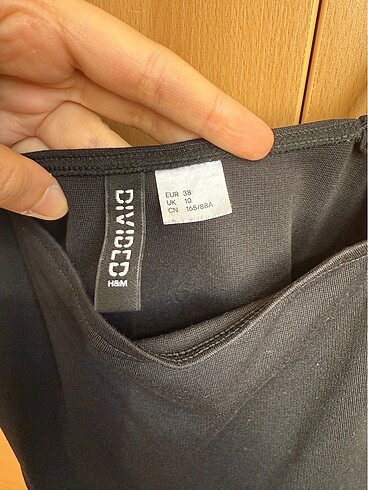 DIVIDED
H&M
EUR 38
UK 10
CN 165/88A